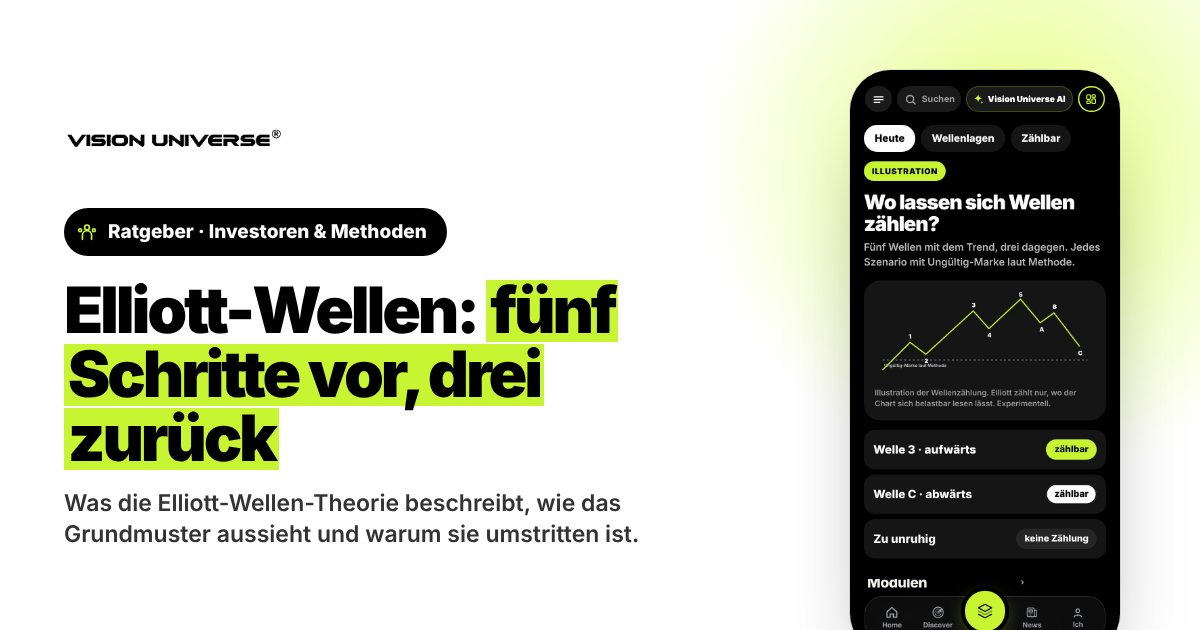 VISION UNIVERSE®
Ratgeber · Investoren & Methoden
Elliott-Wellen: fünf
Schritte vor, drei
zurück
Was die Elliott-Wellen-Theorie beschreibt, wie das
Grundmuster aussieht und warum sie umstritten ist.
Suchen
Vision Universe AI
Heute
Wellenlagen
Zählbar
ILLUSTRATION
Wo lassen sich Wellen
zählen?
Fünf Wellen mit dem Trend, drei dagegen. Jedes
Szenario mit Ungültig-Marke laut Methode.
1
2
3
4
5
A
B
C
Ungültig-Marke laut Methode
Illustration der Wellenzählung. Elliott zählt nur, wo der
Chart sich belastbar lesen lässt. Experimentell.
Welle 3 · aufwärts
zählbar
Welle C · abwärts
zählbar
Zu unruhig
keine Zählung
Modulen
Home
Discover
News
Ich